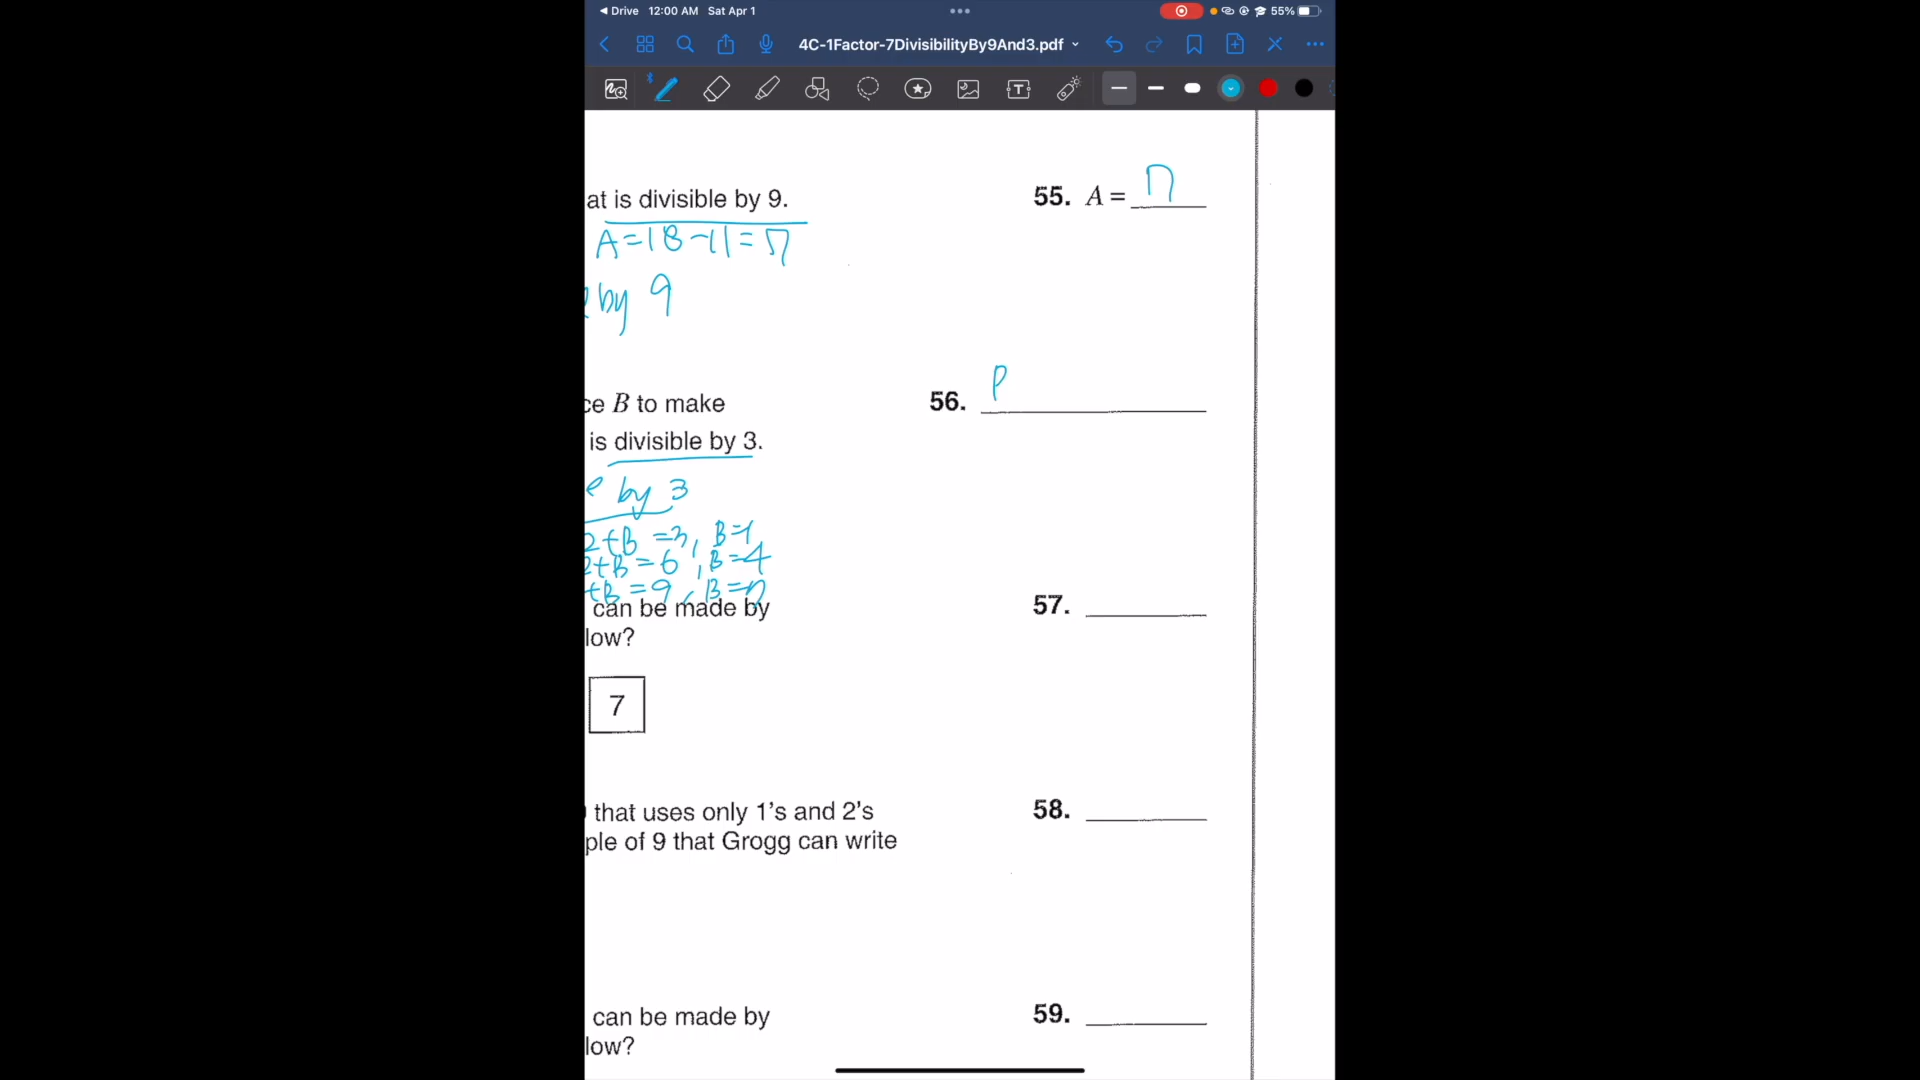 Drive 12:00 AM Sat Apr 1
55%
4C-1Factor-7DivisibilityBy9And3.pdf
at is divisible by 9.
55. A = 7
A=18-11=7
by 9
ce B to make
56.
is divisible by 3.
e by 3
2+B=3, B=1
2+B=6, B=4
+B=9, B=7
can be made by
57.
low?
7
that uses only 1's and 2's
58.
ple of 9 that Grogg can write
can be made by
59.
low?